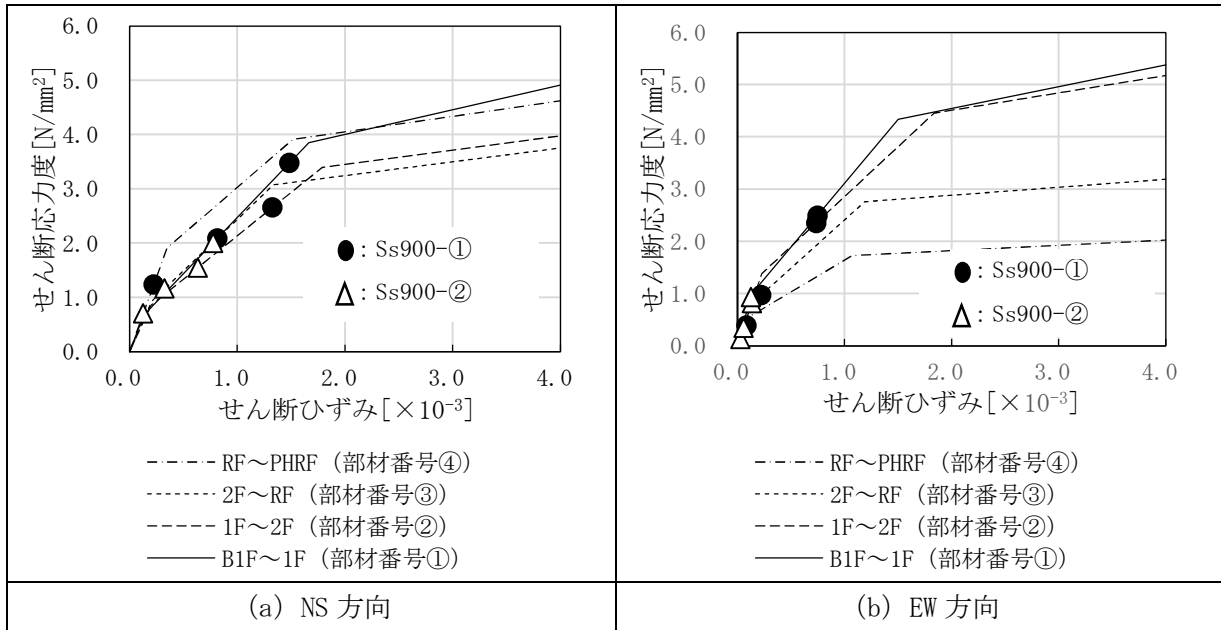 せん断応力度[N/mm²]
6.0
5.0
4.0
3.0
2.0
1.0
0.0
●: Ss900-①
△: Ss900-②
0.0 1.0 2.0 3.0 4.0
せん断ひずみ[×10⁻³]
RF～PHRF (部材番号④)
2F～RF (部材番号③)
1F～2F (部材番号②)
B1F～1F (部材番号①)
(a) NS 方向
せん断応力度[N/mm²]
6.0
5.0
4.0
3.0
2.0
1.0
0.0
●: Ss900-①
△: Ss900-②
0.0 1.0 2.0 3.0 4.0
せん断ひずみ[×10⁻³]
RF～PHRF (部材番号④)
2F～RF (部材番号③)
1F～2F (部材番号②)
B1F～1F (部材番号①)
(b) EW 方向